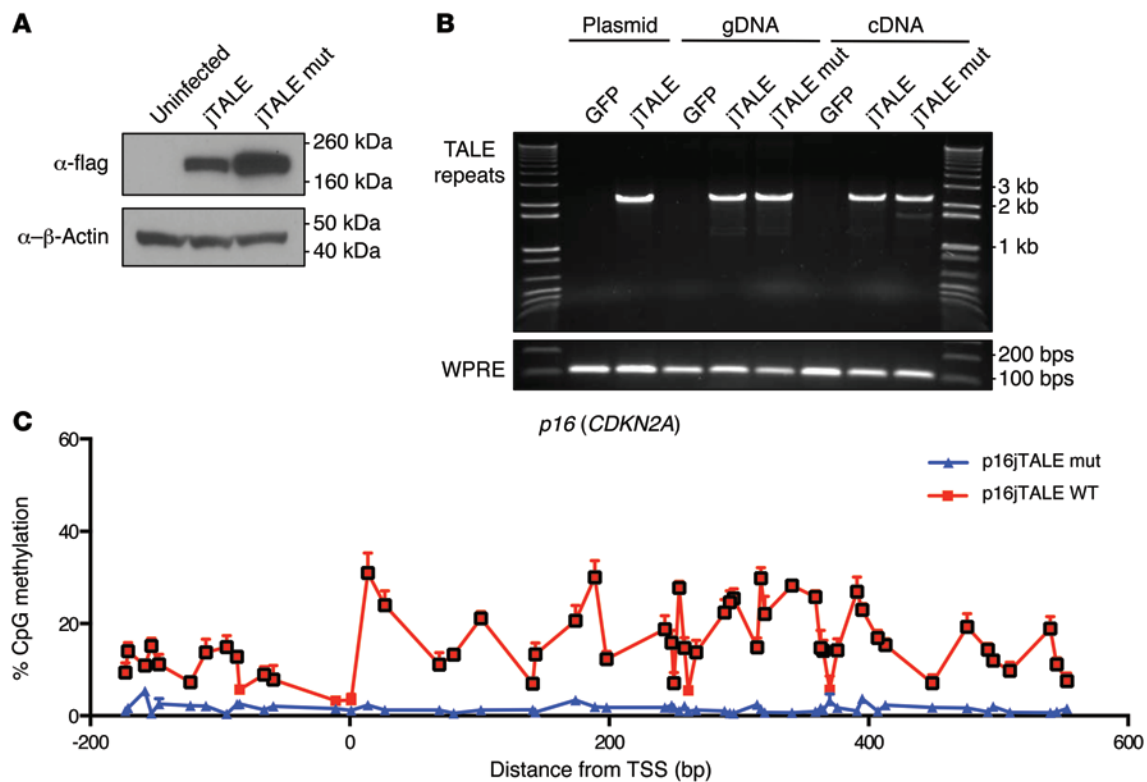 A
Uninfected
jTALE
jTALE mut
α-flag
260 kDa
160 kDa
α–β-Actin
50 kDa
40 kDa
B
Plasmid
gDNA
cDNA
GFP
jTALE
GFP
jTALE
jTALE mut
GFP
jTALE
jTALE mut
TALE
repeats
3 kb
2 kb
1 kb
WPRE
200 bps
100 bps
C
p16 (CDKN2A)
% CpG methylation
60
40
20
0
p16jTALE mut
p16jTALE WT
-200
0
200
400
600
Distance from TSS (bp)